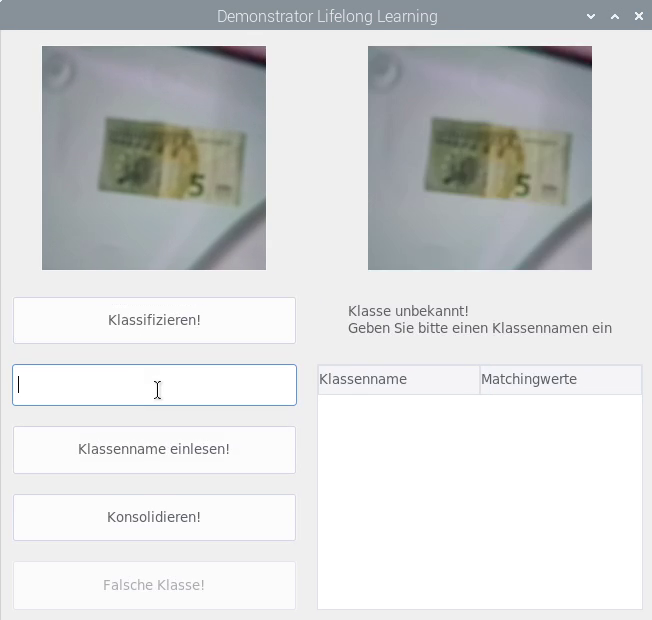 Demonstrator Lifelong Learning
5
5
Klassifizieren!
Klasse unbekannt!
Geben Sie bitte einen Klassennamen ein
Klassenname
Matchingwerte
Klassenname einlesen!
Konsolidieren!
Falsche Klasse!